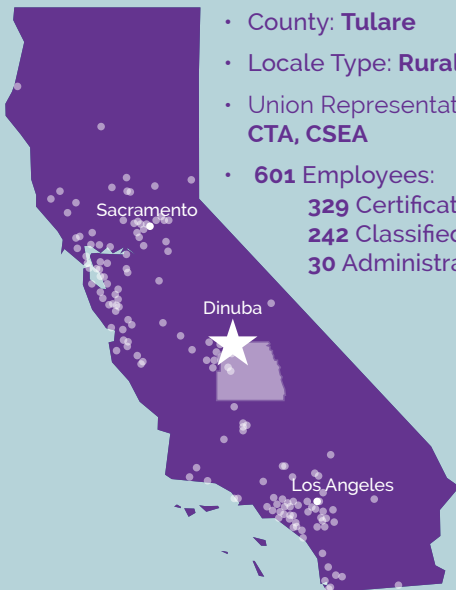 • County: Tulare
• Locale Type: Rural
• Union Representat
CTA, CSEA
• 601 Employees:
329 Certificat
242 Classified
30 Administra
Sacramento
Dinuba
Los Angeles